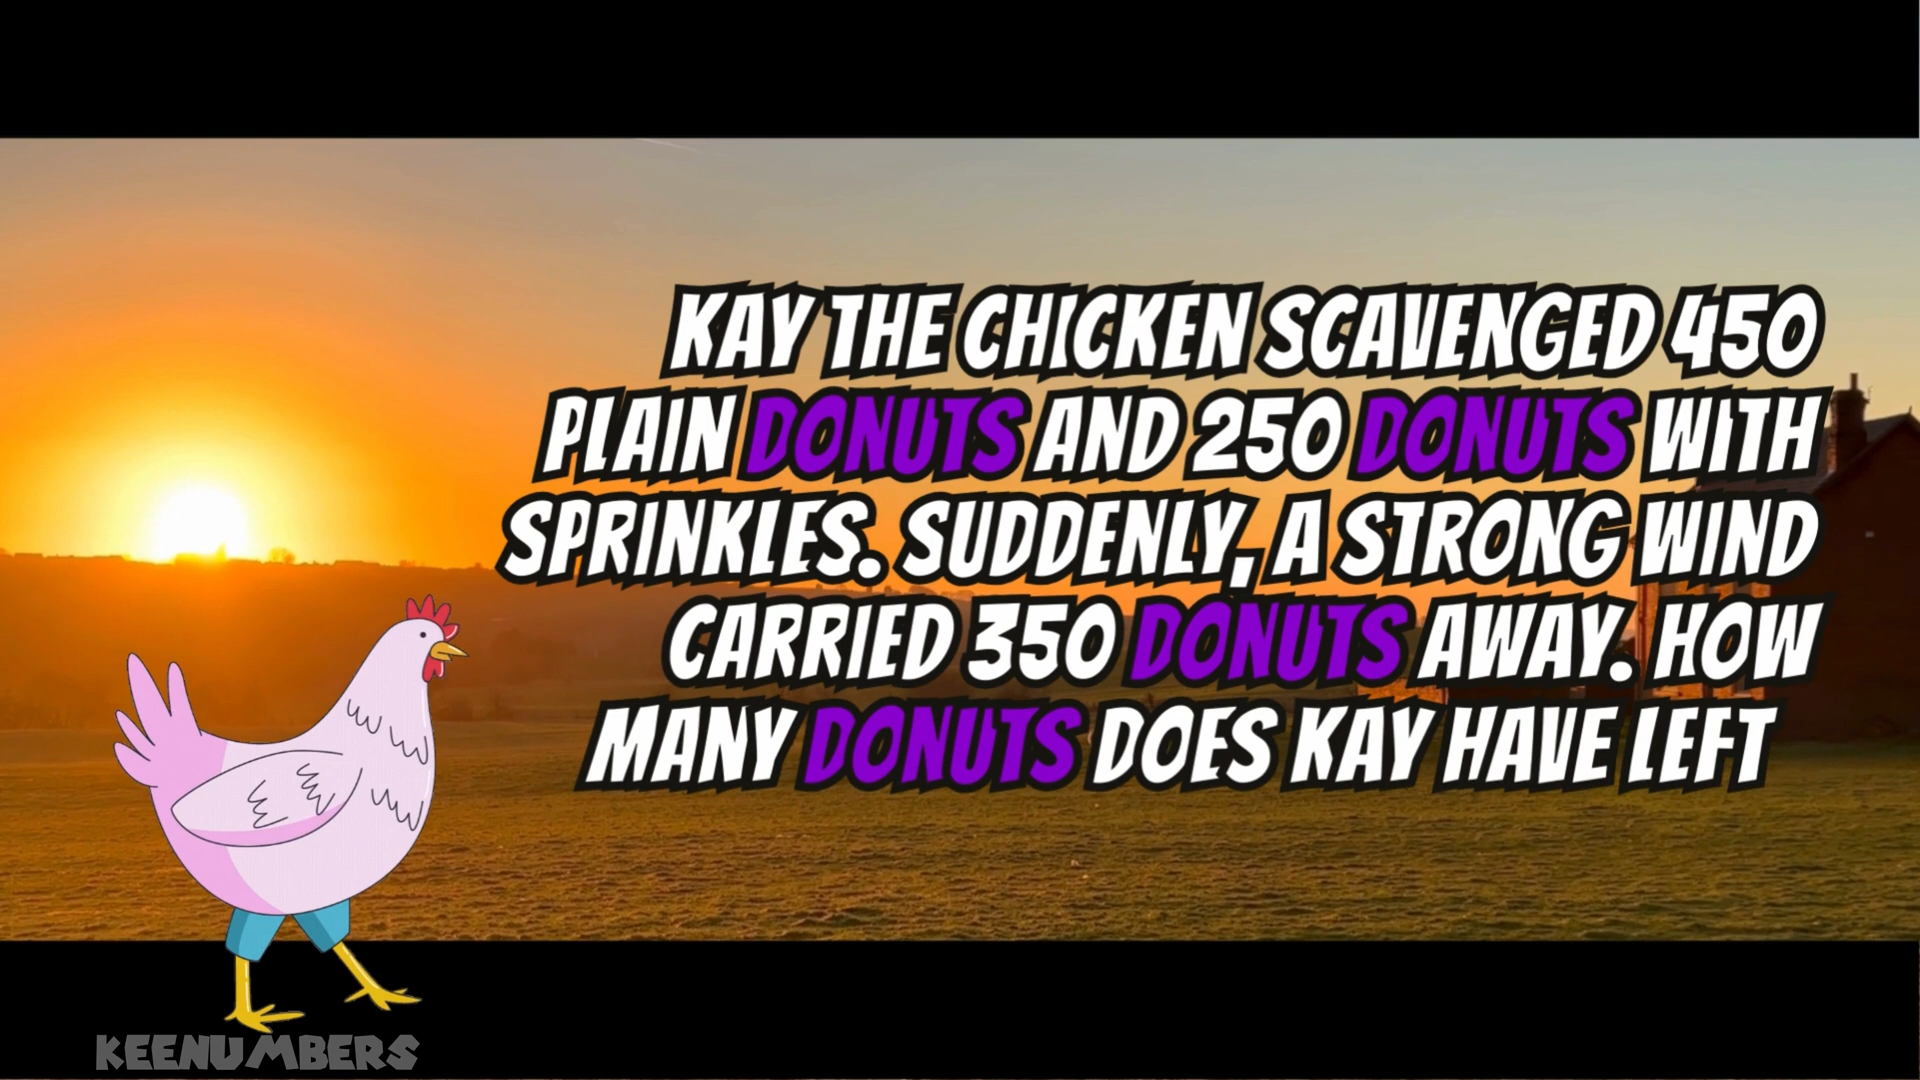 KAY THE CHICKEN SCAVENGED 450
PLAIN DONUTS AND 250 DONUTS WITH
SPRINKLES. SUDDENLY, A STRONG WIND
CARRIED 350 DONUTS AWAY. HOW
MANY DONUTS DOES KAY HAVE LEFT
KEENUMBERS